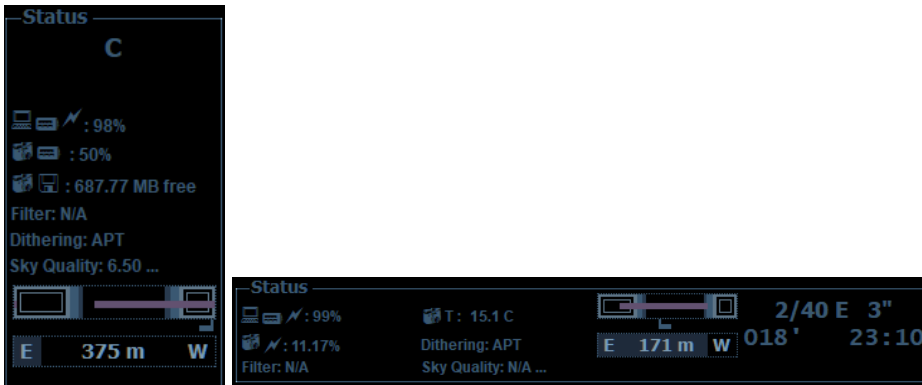 Status
C
: 98%
: 50%
: 687.77 MB free
Filter: N/A
Dithering: APT
Sky Quality: 6.50 ...
E 375 m W
Status
: 99%
T: 15.1 C
2/40 E 3"
: 11.17%
Dithering: APT
E 171 m W
018' 23:10
Filter: N/A
Sky Quality: N/A ...